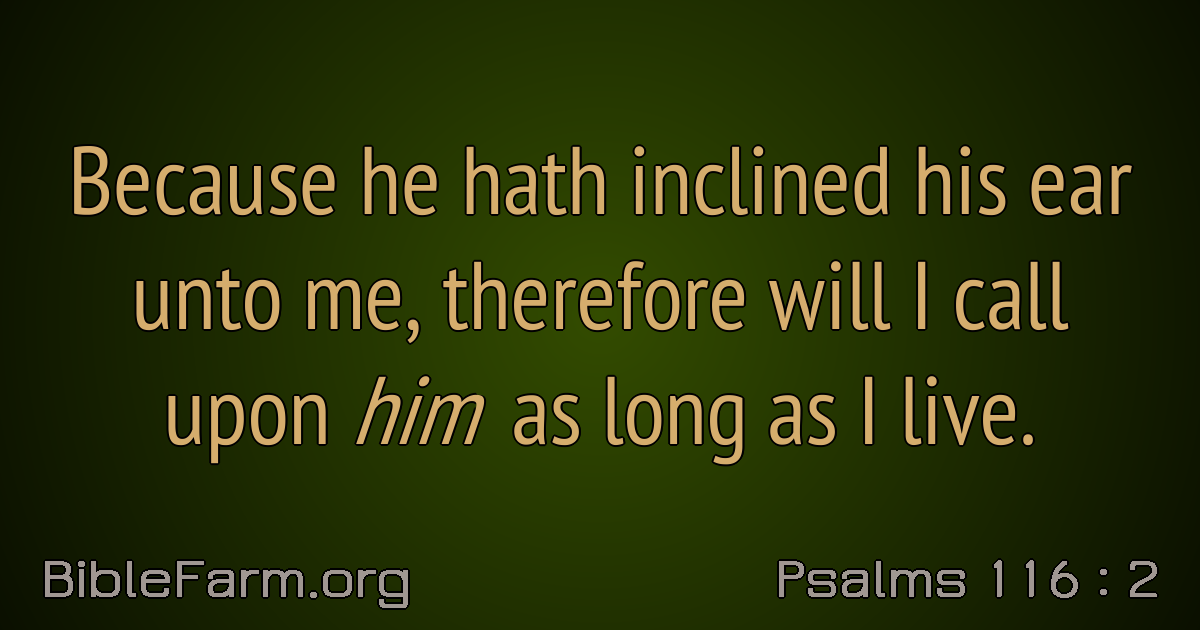 Because he hath inclined his ear
unto me, therefore will I call
upon him as long as I live.
BibleFarm.org
Psalms 116 : 2